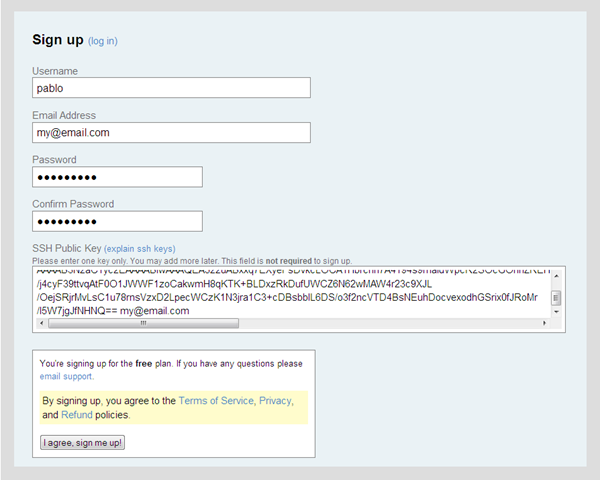 Sign up (log in)
Username
pablo
Email Address
my@email.com
Password
●●●●●●●●●
Confirm Password
●●●●●●●●●
SSH Public Key (explain ssh keys)
Please enter one key only. You may add more later. This field is not required to sign up.
/j4cyF39ttvqAtF0O1JWWF1zoCakwmH8qKTK+BLDxzRkDufUWCZ6N62wMAW4r23c9XJL
/OejSRjrMvLsC1u78msVzxD2LpecWCzK1N3jra1C3+cDBsbblL6DS/o3f2ncVTD4BsNEuhDocvexodhGSrix0fJRoMr
/I5W7jgJfNHNQ== my@email.com
You're signing up for the free plan. If you have any questions please
email support.
By signing up, you agree to the Terms of Service, Privacy,
and Refund policies.
I agree, sign me up!